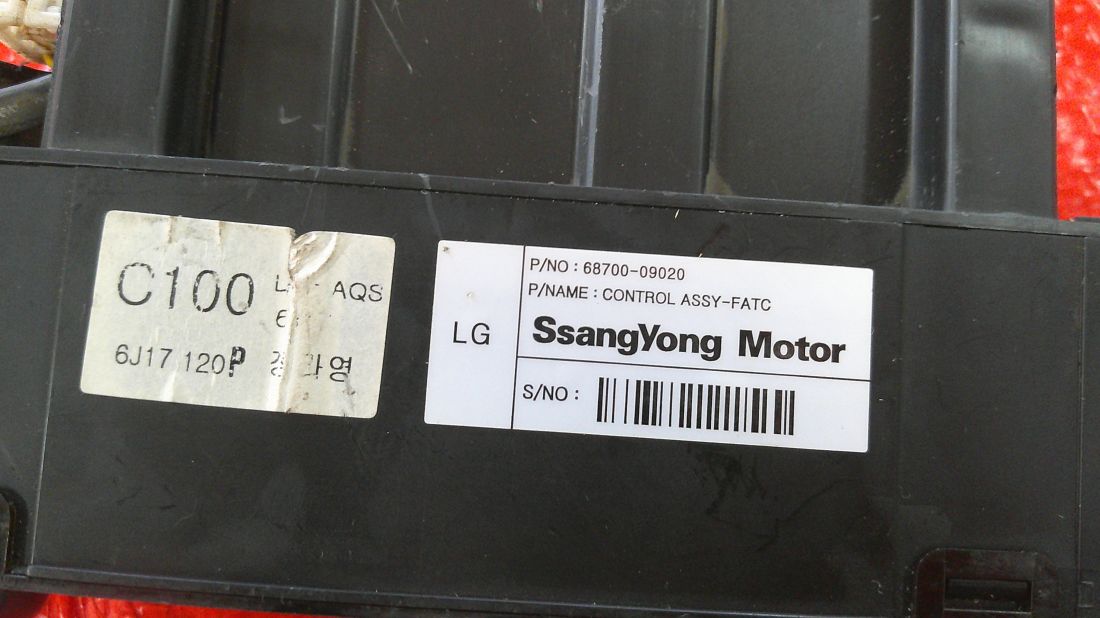 C100
AQS
6J17 120P
LG
P/NO : 68700-09020
P/NAME : CONTROL ASSY-FATC
SsangYong Motor
S/NO :